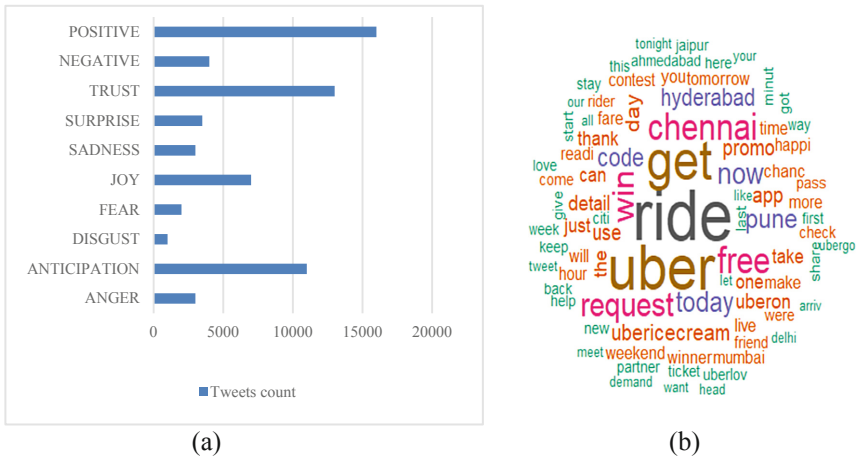 POSITIVE
NEGATIVE
TRUST
SURPRISE
SADNESS
JOY
FEAR
DISGUST
ANTICIPATION
ANGER
0 5000 10000 15000 20000
Tweets count
(a)
tonight jaipur
this ahmedabad here your
stay contest you tomorrow minut
our rider day hyderabad got
start all fare chennai time way
thank promo happi
readi code get now chanc
love come can win pass
give detail ride like app more
citi last pune first
week just use check
keep will the uber free take share ubergo
tweet hour let one make
back request today uberon arriv
help were
new ubericecream live delhi
friend
meet weekend winner mumbai
partner ticket uberlov
demand want head
(b)